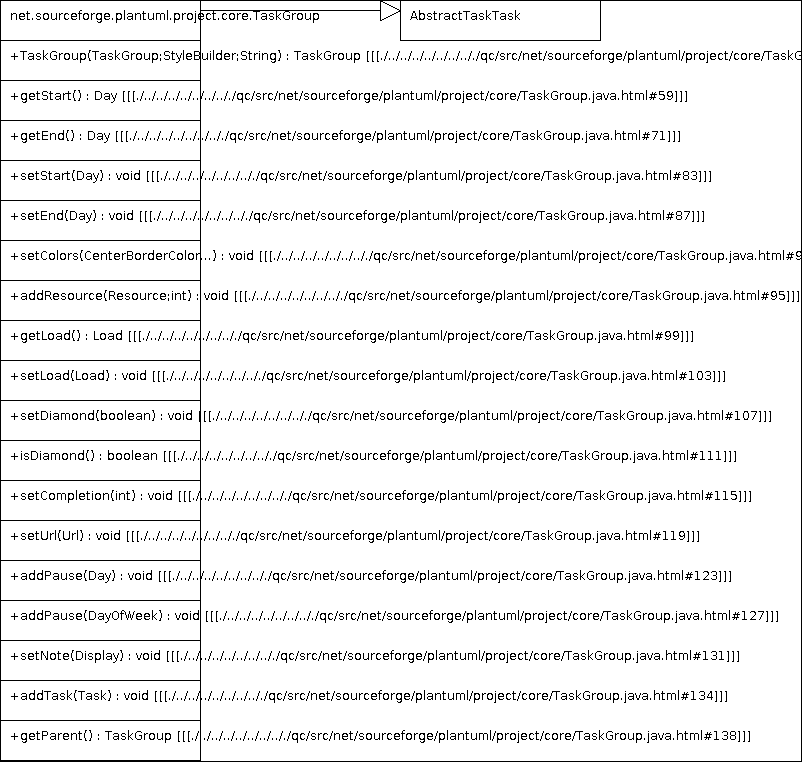 net.sourceforge.plantuml.project.core.TaskGroup
AbstractTaskTask
+TaskGroup(TaskGroup;StyleBuilder;String) : TaskGroup [[[./../../../../../../../qc/src/net/sourceforge/plantuml/project/core/TaskG
+getStart() : Day [[[./../../../../../../../qc/src/net/sourceforge/plantuml/project/core/TaskGroup.java.html#59]]]
+getEnd() : Day [[[./../../../../../../../qc/src/net/sourceforge/plantuml/project/core/TaskGroup.java.html#71]]]
+setStart(Day) : void [[[./../../../../../../../qc/src/net/sourceforge/plantuml/project/core/TaskGroup.java.html#83]]]
+setEnd(Day) : void [[[./../../../../../../../qc/src/net/sourceforge/plantuml/project/core/TaskGroup.java.html#87]]]
+setColors(CenterBorderColor...) : void [[[./../../../../../../../qc/src/net/sourceforge/plantuml/project/core/TaskGroup.java.html#9
+addResource(Resource;int) : void [[[./../../../../../../../qc/src/net/sourceforge/plantuml/project/core/TaskGroup.java.html#95]]]
+getLoad() : Load [[[./../../../../../../../qc/src/net/sourceforge/plantuml/project/core/TaskGroup.java.html#99]]]
+setLoad(Load) : void [[[./../../../../../../../qc/src/net/sourceforge/plantuml/project/core/TaskGroup.java.html#103]]]
+setDiamond(boolean) : void [[[./../../../../../../../qc/src/net/sourceforge/plantuml/project/core/TaskGroup.java.html#107]]]
+isDiamond() : boolean [[[./../../../../../../../qc/src/net/sourceforge/plantuml/project/core/TaskGroup.java.html#111]]]
+setCompletion(int) : void [[[./../../../../../../../qc/src/net/sourceforge/plantuml/project/core/TaskGroup.java.html#115]]]
+setUrl(Url) : void [[[./../../../../../../../qc/src/net/sourceforge/plantuml/project/core/TaskGroup.java.html#119]]]
+addPause(Day) : void [[[./../../../../../../../qc/src/net/sourceforge/plantuml/project/core/TaskGroup.java.html#123]]]
+addPause(DayOfWeek) : void [[[./../../../../../../../qc/src/net/sourceforge/plantuml/project/core/TaskGroup.java.html#127]]]
+setNote(Display) : void [[[./../../../../../../../qc/src/net/sourceforge/plantuml/project/core/TaskGroup.java.html#131]]]
+addTask(Task) : void [[[./../../../../../../../qc/src/net/sourceforge/plantuml/project/core/TaskGroup.java.html#134]]]
+getParent() : TaskGroup [[[./../../../../../../../qc/src/net/sourceforge/plantuml/project/core/TaskGroup.java.html#138]]]